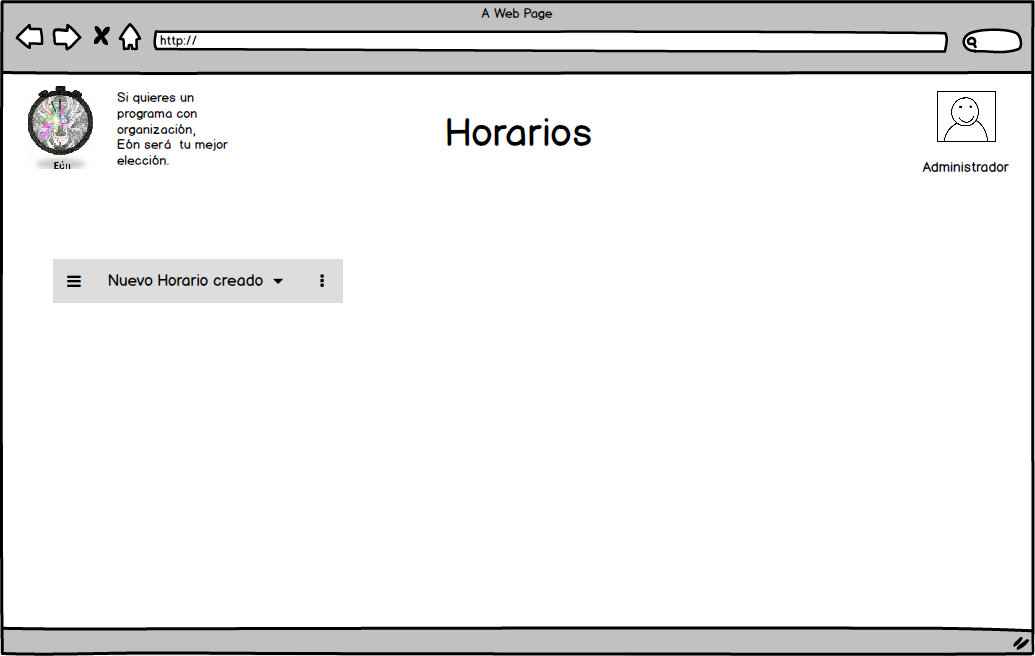 A Web Page
http://
Si quieres un
programa con
organización,
Eón será tu mejor
elección.
Eón
Horarios
Administrador
Nuevo Horario creado